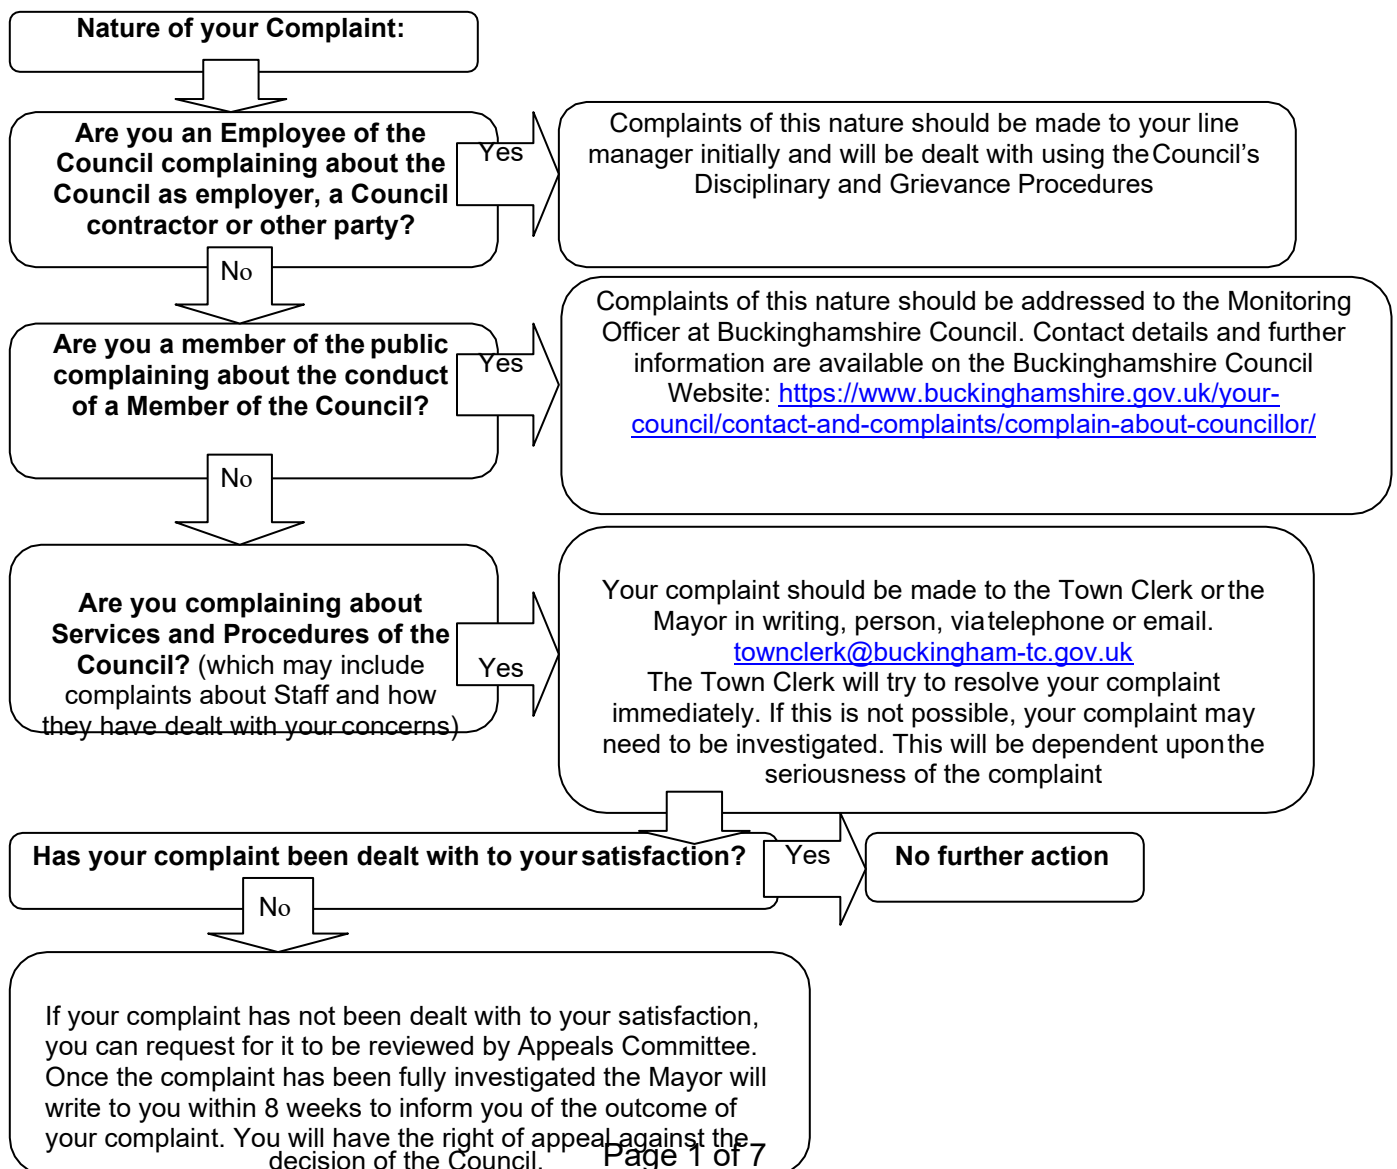 Nature of your Complaint:
Are you an Employee of the
Council complaining about the
Council as employer, a Council
contractor or other party?
Yes
Complaints of this nature should be made to your line
manager initially and will be dealt with using the Council's
Disciplinary and Grievance Procedures
No
Are you a member of the public
complaining about the conduct
of a Member of the Council?
Yes
Complaints of this nature should be addressed to the Monitoring
Officer at Buckinghamshire Council. Contact details and further
information are available on the Buckinghamshire Council
Website: https://www.buckinghamshire.gov.uk/your-
council/contact-and-complaints/complain-about-councillor/
No
Are you complaining about
Services and Procedures of the
Council? (which may include
complaints about Staff and how
they have dealt with your concerns)
Yes
Your complaint should be made to the Town Clerk or the
Mayor in writing, person, via telephone or email.
townclerk@buckingham-tc.gov.uk
The Town Clerk will try to resolve your complaint
immediately. If this is not possible, your complaint may
need to be investigated. This will be dependent upon the
seriousness of the complaint
Has your complaint been dealt with to your satisfaction?
Yes
No further action
No
If your complaint has not been dealt with to your satisfaction,
you can request for it to be reviewed by Appeals Committee.
Once the complaint has been fully investigated the Mayor will
write to you within 8 weeks to inform you of the outcome of
your complaint. You will have the right of appeal against the
decision of the Council.
Page 1 of 7